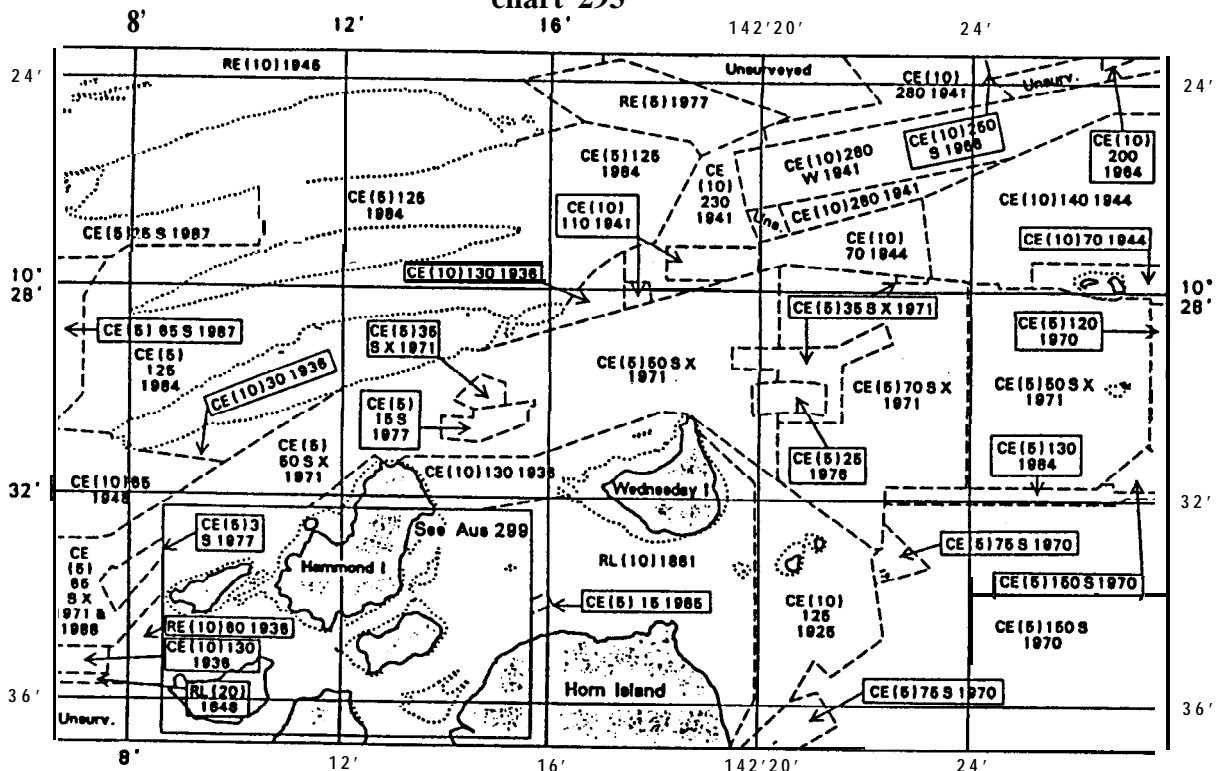 chart 293
8' 12' 16' 142°20' 24'
24'
RE (10) 1945
Unsurveyed
CE (10)
280 1941
Unsurv.
24'
RE (5) 1977
CE (10) 250
S 1966
CE (10)
200
1964
CE (5) 125
1984
CE
(10)
230
1941
CE (10) 280
W 1941
CE (10) 280 1941
Uns.
CE (10) 140 1944
CE (5) 125
1984
CE (10)
110 1941
CE (5) 25 S 1987
CE (10)
70 1944
CE (10) 70 1944
10°
28'
CE (10) 130 1936
10°
28'
CE (5) 65 S 1987
CE (5)
125
1984
CE (5) 35
S X 1971
CE (5) 35 S X 1971
CE (5) 120
1970
CE (10) 30 1936
CE (5) 50 S X
1971
CE (5) 70 S X
1971
CE (5) 50 S X
1971
CE (5)
15 S
1977
CE (5)
50 S X
1971
CE (10) 130 1936
CE (5) 25
1976
CE (5) 130
1984
CE (10) 65
1945
32'
Wednesday I
32'
CE (5) 3
S 1977
See Aus 299
Hammond I
RL (10) 1881
CE (5) 75 S 1970
CE (5) 150 S 1970
CE
(5)
65
S X
1971 &
1986
CE (5) 15 1985
CE (10)
125
1925
CE (5) 150 S
1970
RE (10) 60 1936
CE (10) 130
1936
RL (20)
1848
36'
Horn Island
CE (5) 75 S 1970
36'
Unsurv.
8' 12' 16' 142°20' 24'